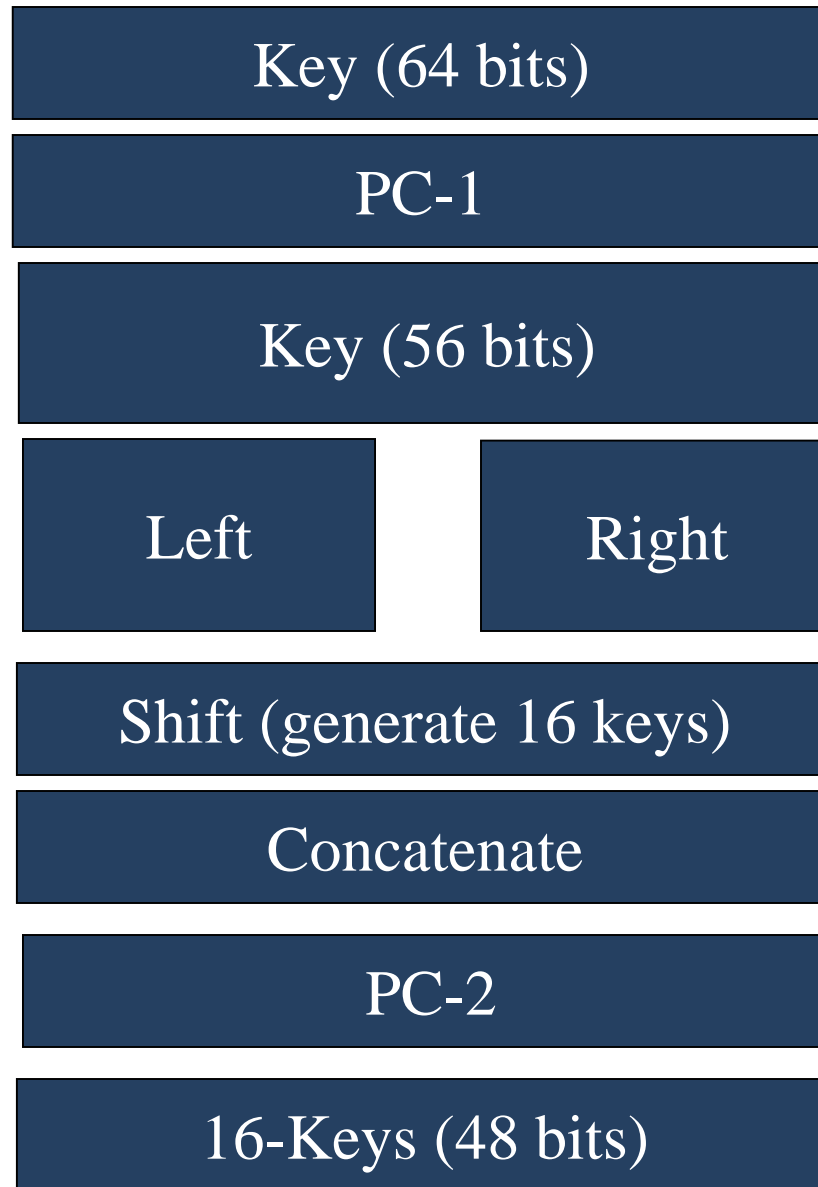 Key (64 bits)
PC-1
Key (56 bits)
Left
Right
Shift (generate 16 keys)
Concatenate
PC-2
16-Keys (48 bits)